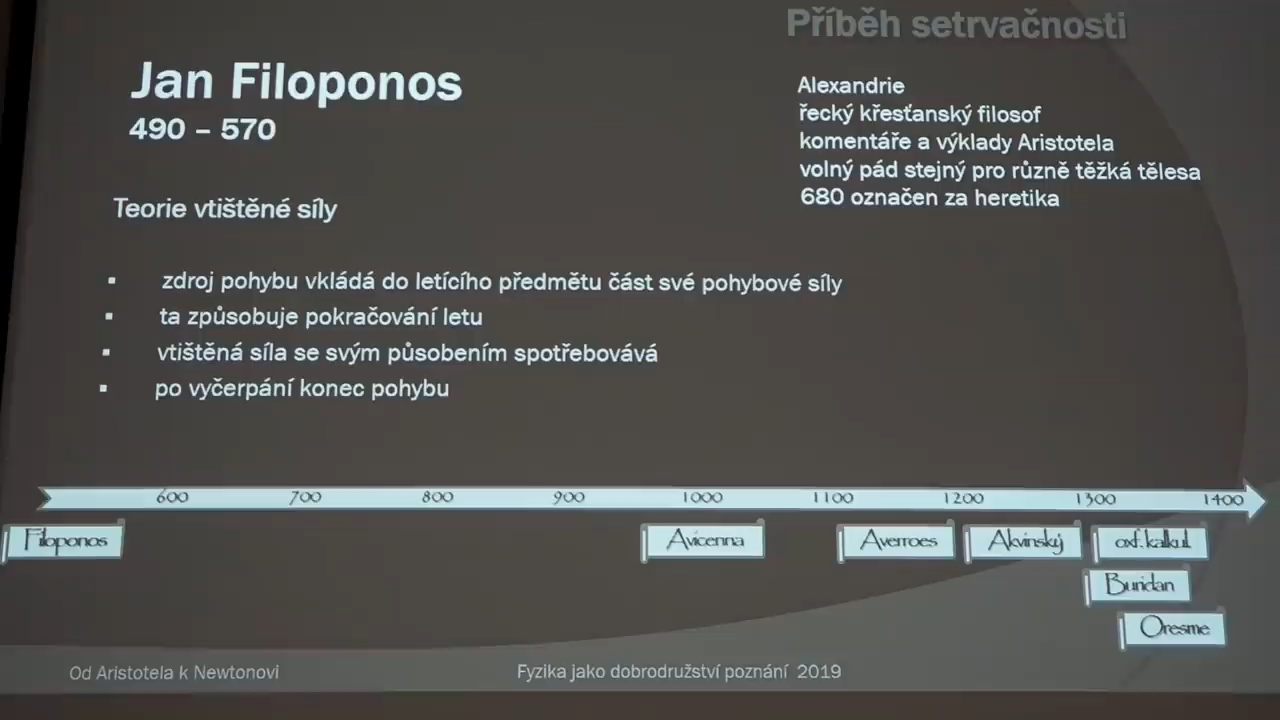 Příběh setrvačnosti
Jan Filoponos
490 – 570
Alexandrie
řecký křesťanský filosof
komentáře a výklady Aristotela
volný pád stejný pro různě těžká tělesa
680 označen za heretika
Teorie vtištěné síly
▪ zdroj pohybu vkládá do letícího předmětu část své pohybové síly
▪ ta způsobuje pokračování letu
▪ vtištěná síla se svým působením spotřebovává
▪ po vyčerpání konec pohybu
600 700 800 900 1000 1100 1200 1300 1400
Filoponos Avicenna Averroes Akvinský oxf. kalkul.
Buridan
Oresme
Od Aristotela k Newtonovi Fyzika jako dobrodružství poznání 2019